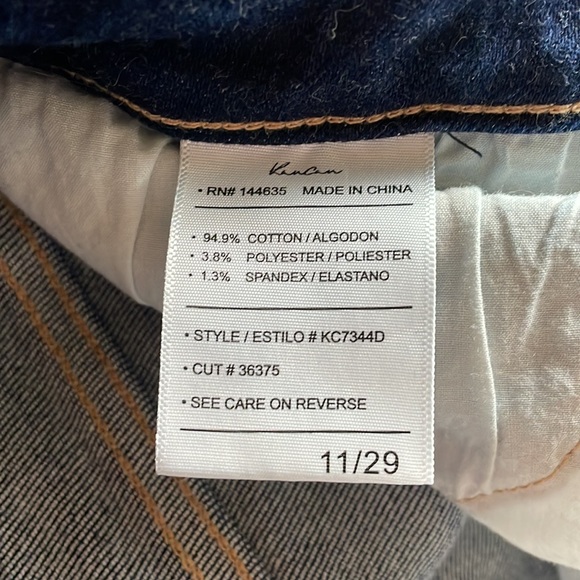 KanCan
• RN# 144635 MADE IN CHINA
• 94.9% COTTON / ALGODON
• 3.8% POLYESTER / POLIESTER
• 1.3% SPANDEX / ELASTANO
• STYLE / ESTILO # KC7344D
• CUT # 36375
• SEE CARE ON REVERSE
11/29